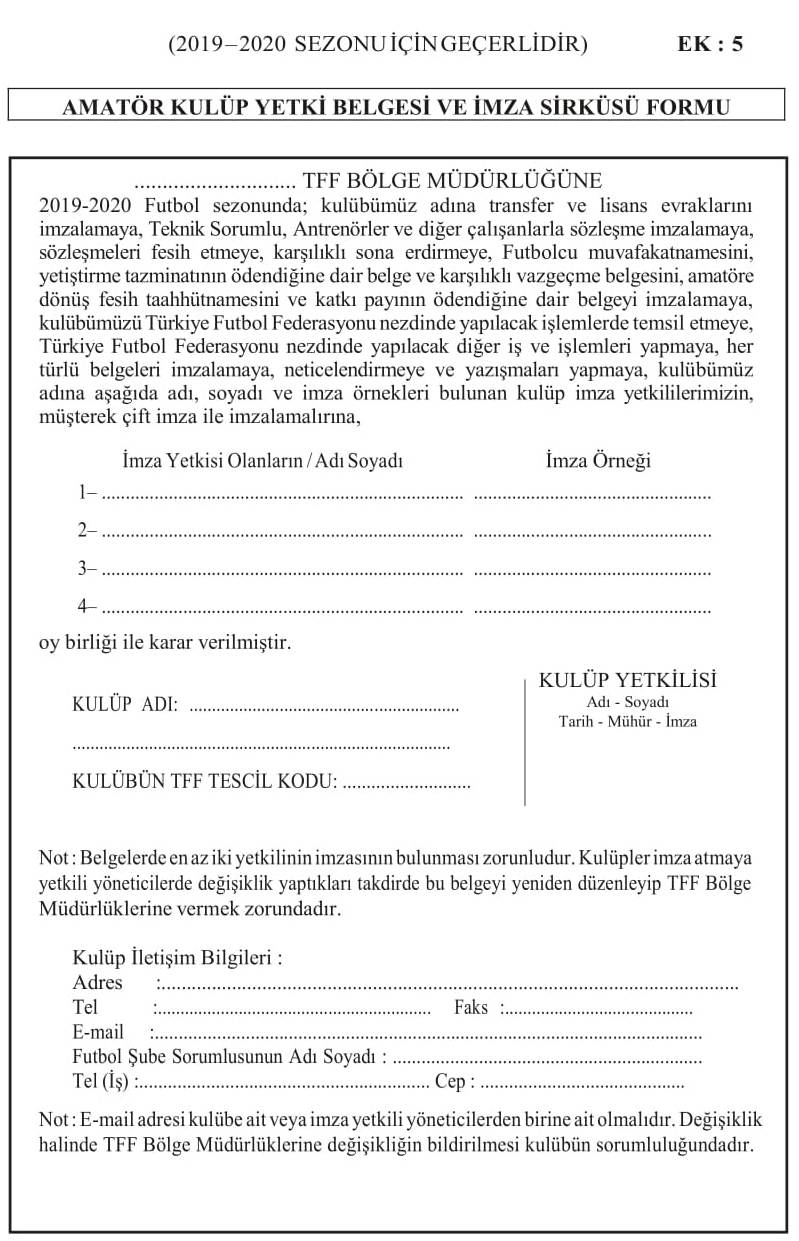 (2019–2020 SEZONU İÇİN GEÇERLİDİR) EK : 5
AMATÖR KULÜP YETKİ BELGESİ VE İMZA SİRKÜSÜ FORMU
............................ TFF BÖLGE MÜDÜRLÜĞÜNE
2019-2020 Futbol sezonunda; kulübümüz adına transfer ve lisans evraklarını
imzalamaya, Teknik Sorumlu, Antrenörler ve diğer çalışanlarla sözleşme imzalamaya,
sözleşmeleri fesih etmeye, karşılıklı sona erdirmeye, Futbolcu muvafakatnamesini,
yetiştirme tazminatının ödendiğine dair belge ve karşılıklı vazgeçme belgesini, amatöre
dönüş fesih taahhütnamesini ve katkı payının ödendiğine dair belgeyi imzalamaya,
kulübümüzü Türkiye Futbol Federasyonu nezdinde yapılacak işlemlerde temsil etmeye,
Türkiye Futbol Federasyonu nezdinde yapılacak diğer iş ve işlemleri yapmaya, her
türlü belgeleri imzalamaya, neticelendirmeye ve yazışmaları yapmaya, kulübümüz
adına aşağıda adı, soyadı ve imza örnekleri bulunan kulüp imza yetkililerimizin,
müşterek çift imza ile imzalamalırına,
İmza Yetkisi Olanların / Adı Soyadı İmza Örneği
1– ............................................................................ ..................................................
2– ............................................................................ ..................................................
3– ............................................................................ ..................................................
4– ............................................................................ ..................................................
oy birliği ile karar verilmiştir.
KULÜP ADI: ............................................................
....................................................................................
KULÜBÜN TFF TESCİL KODU: ...........................
KULÜP YETKİLİSİ
Adı - Soyadı
Tarih - Mühür - İmza
Not : Belgelerde en az iki yetkilinin imzasının bulunması zorunludur. Kulüpler imza atmaya
yetkili yöneticilerde değişiklik yaptıkları takdirde bu belgeyi yeniden düzenleyip TFF Bölge
Müdürlüklerine vermek zorundadır.
Kulüp İletişim Bilgileri :
Adres :..........................................................................................................................
Tel :............................................................. Faks :..........................................
E-mail :....................................................................................................................
Futbol Şube Sorumlusunun Adı Soyadı : .................................................................
Tel (İş) :............................................................. Cep : ...........................................
Not : E-mail adresi kulübe ait veya imza yetkili yöneticilerden birine ait olmalıdır. Değişiklik
halinde TFF Bölge Müdürlüklerine değişikliğin bildirilmesi kulübün sorumluluğundadır.